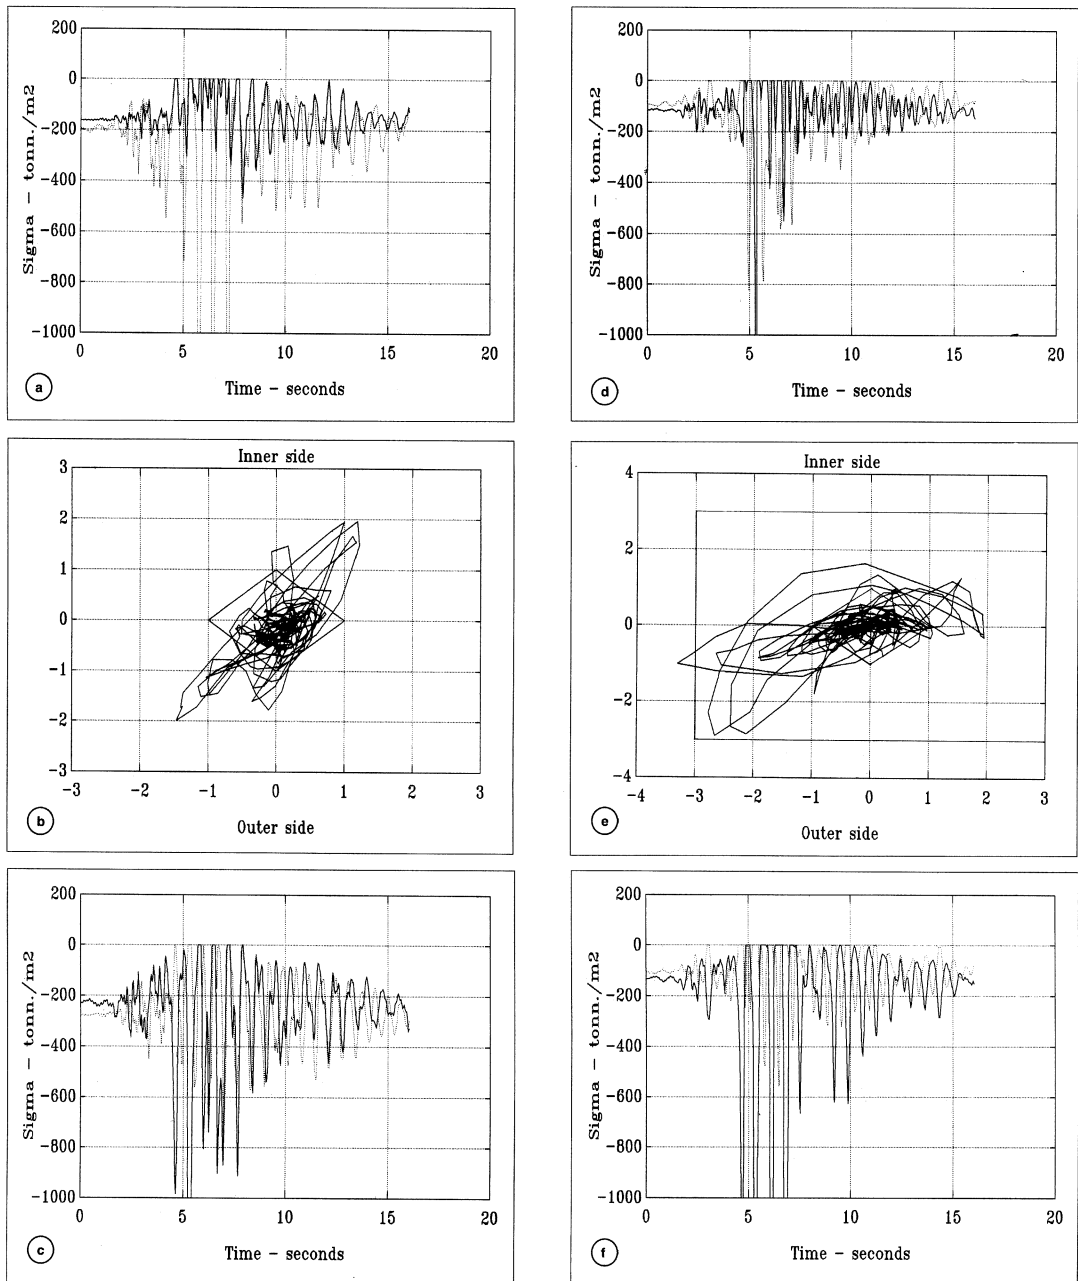 200
0
-200
-400
-600
-800
-1000
0 5 10 15 20
Sigma - tonn./m2
Time - seconds
a
Inner side
3
2
1
0
-1
-2
-3
-3 -2 -1 0 1 2 3
Outer side
b
200
0
-200
-400
-600
-800
-1000
0 5 10 15 20
Sigma - tonn./m2
Time - seconds
c
200
0
-200
-400
-600
-800
-1000
0 5 10 15 20
Sigma - tonn./m2
Time - seconds
d
Inner side
4
2
0
-2
-4
-4 -3 -2 -1 0 1 2 3
Outer side
e
200
0
-200
-400
-600
-800
-1000
0 5 10 15 20
Sigma - tonn./m2
Time - seconds
f